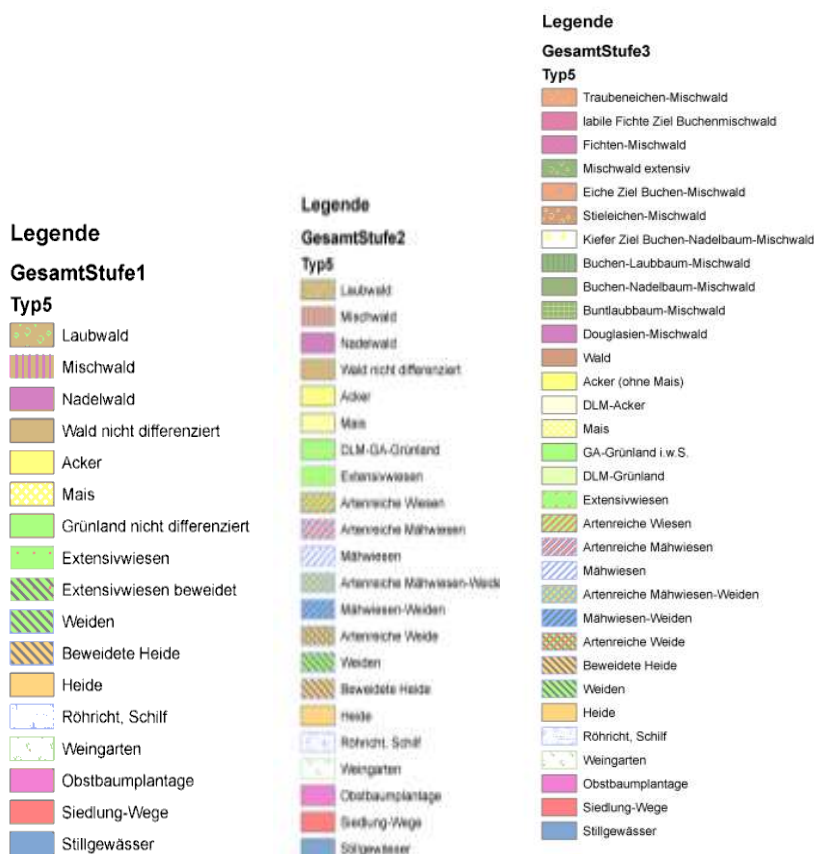 Legende
GesamtStufe1
Typ5
Laubwald
Mischwald
Nadelwald
Wald nicht differenziert
Acker
Mais
Grünland nicht differenziert
Extensivwiesen
Extensivwiesen beweidet
Weiden
Beweidete Heide
Heide
Röhricht, Schilf
Weingarten
Obstbaumplantage
Siedlung-Wege
Stillgewässer
Legende
GesamtStufe2
Typ5
Laubwald
Mischwald
Nadelwald
Wald nicht differenziert
Acker
Mais
DLM-GA-Grünland
Extensivwiesen
Artenreiche Wiesen
Artenreiche Mähwiesen
Mähwiesen
Artenreiche Mähwiesen-Weide
Mähwiesen-Weiden
Artenreiche Weide
Weiden
Beweidete Heide
Heide
Röhricht, Schilf
Weingarten
Obstbaumplantage
Siedlung-Wege
Stillgewässer
Legende
GesamtStufe3
Typ5
Traubeneichen-Mischwald
labile Fichte Ziel Buchenmischwald
Fichten-Mischwald
Mischwald extensiv
Eiche Ziel Buchen-Mischwald
Stieleichen-Mischwald
Kiefer Ziel Buchen-Nadelbaum-Mischwald
Buchen-Laubbaum-Mischwald
Buchen-Nadelbaum-Mischwald
Buntlaubbaum-Mischwald
Douglasien-Mischwald
Wald
Acker (ohne Mais)
DLM-Acker
Mais
GA-Grünland i.w.S.
DLM-Grünland
Extensivwiesen
Artenreiche Wiesen
Artenreiche Mähwiesen
Mähwiesen
Artenreiche Mähwiesen-Weiden
Mähwiesen-Weiden
Artenreiche Weide
Beweidete Heide
Weiden
Heide
Röhricht, Schilf
Weingarten
Obstbaumplantage
Siedlung-Wege
Stillgewässer